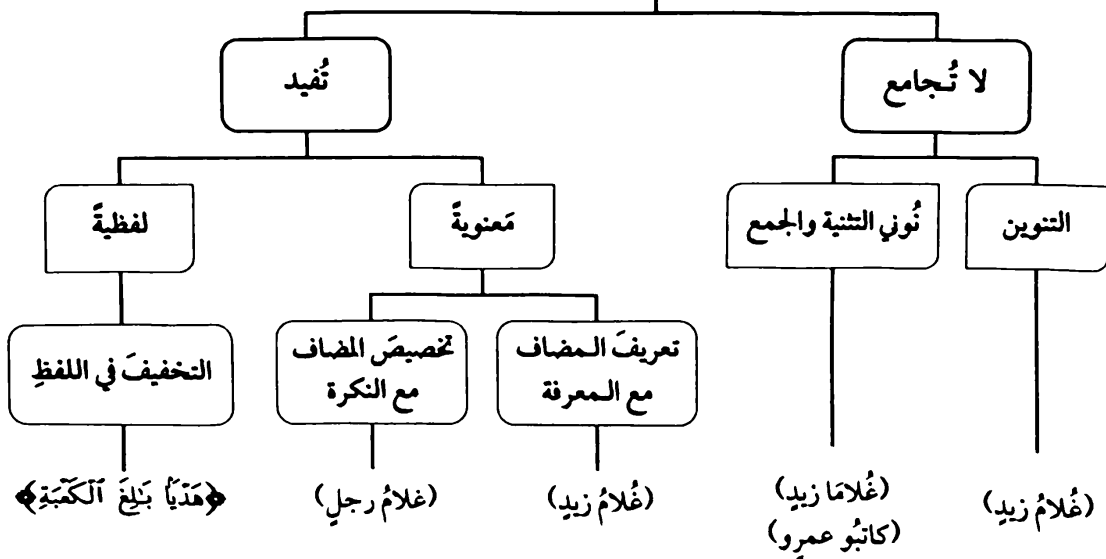 لا تُجامع
تُفيد
التنوين
نُوني التثنية والجمع
مَعنويةً
لفظيةً
تعريفَ المضاف
مع المعرفة
تخصيصَ المضاف
مع النكرة
التخفيفَ في اللفظِ
(غُلامُ زيدٍ)
(غُلامَا زيدٍ)
(كاتبُو عمرٍو)
(غُلامُ زيدٍ)
(غلامُ رجلٍ)
﴿هَدْيًا بَـٰلِغَ ٱلْكَعْبَةِ﴾